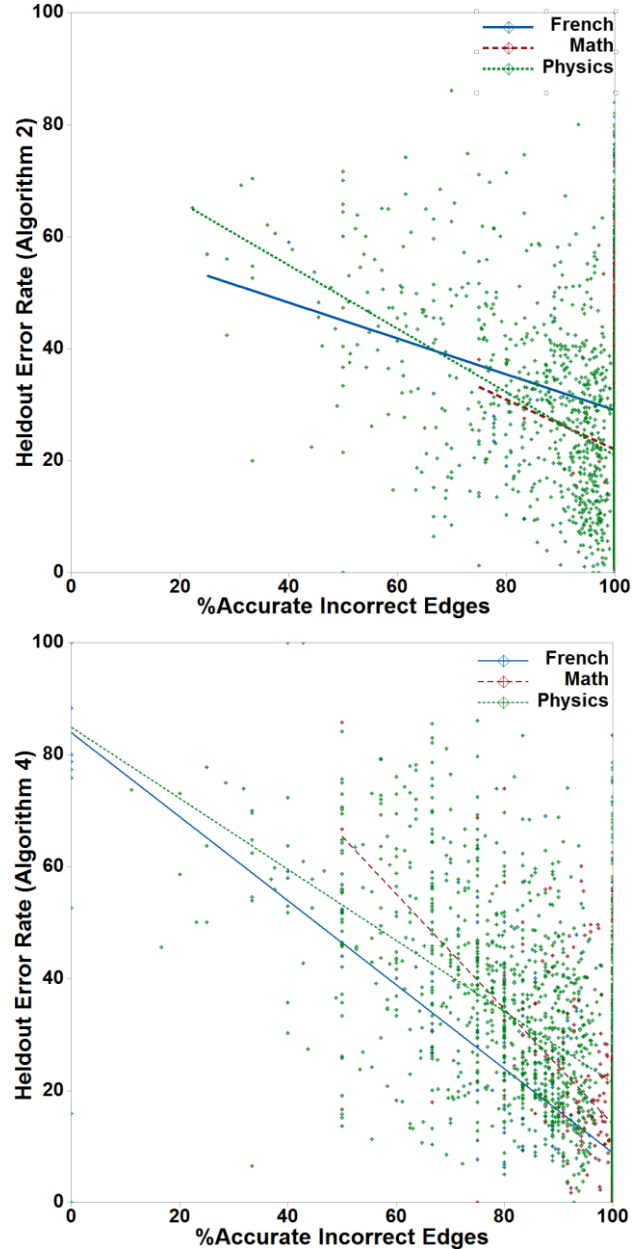 100
French
Math
Physics
80
60
40
20
0
Heldout Error Rate (Algorithm 2)
0 20 40 60 80 100
%Accurate Incorrect Edges
100
French
Math
Physics
80
60
40
20
0
Heldout Error Rate (Algorithm 4)
0 20 40 60 80 100
%Accurate Incorrect Edges